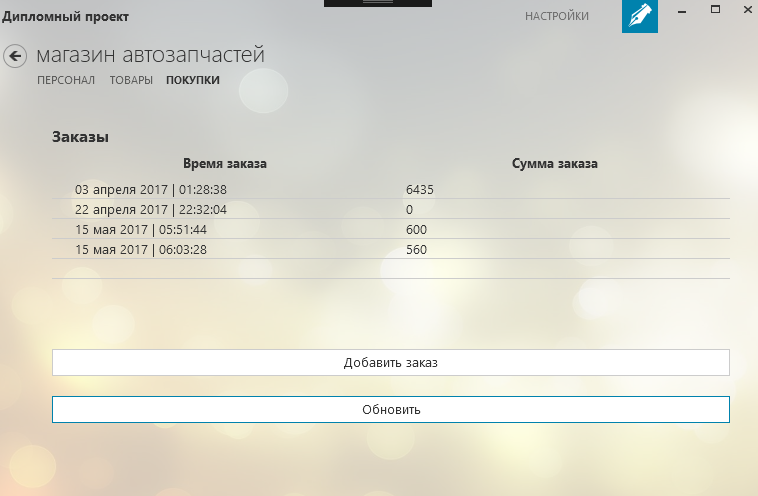 Дипломный проект
НАСТРОЙКИ
магазин автозапчастей
ПЕРСОНАЛ ТОВАРЫ ПОКУПКИ
Заказы
Время заказа Сумма заказа
03 апреля 2017 | 01:28:38 6435
22 апреля 2017 | 22:32:04 0
15 мая 2017 | 05:51:44 600
15 мая 2017 | 06:03:28 560
Добавить заказ
Обновить